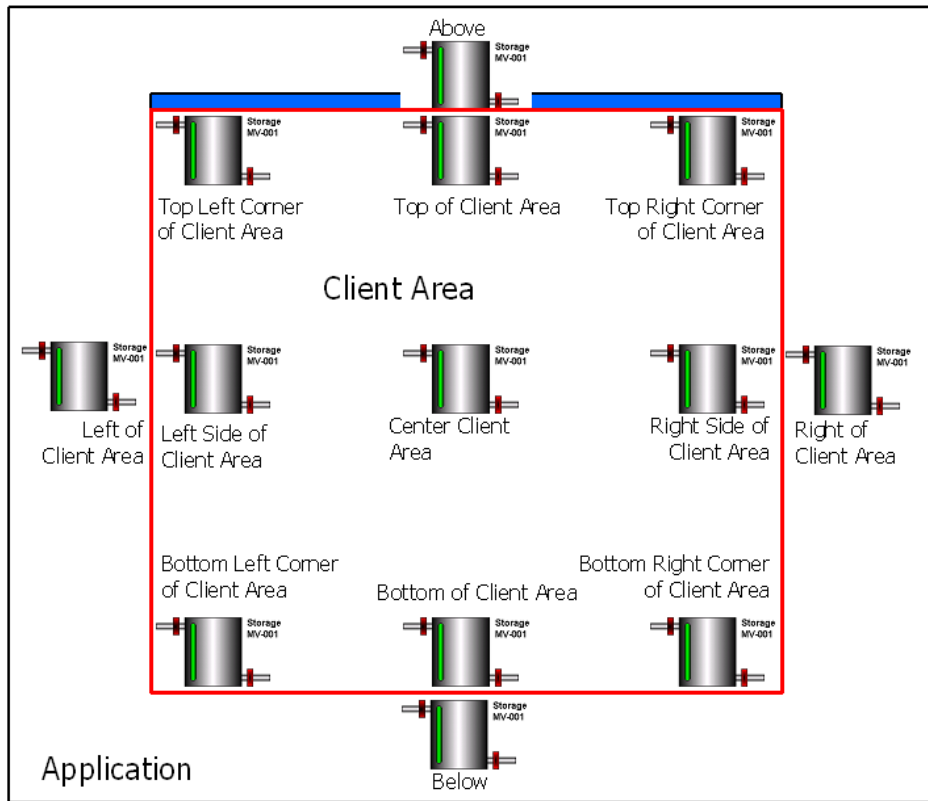 Above
Storage
MV-001
Storage
MV-001
Storage
MV-001
Storage
MV-001
Top Left Corner
of Client Area
Top of Client Area
Top Right Corner
of Client Area
Client Area
Storage
MV-001
Storage
MV-001
Storage
MV-001
Storage
MV-001
Storage
MV-001
Left of
Client Area
Left Side of
Client Area
Center Client
Area
Right Side of
Client Area
Right of
Client Area
Bottom Left Corner
of Client Area
Bottom of Client Area
Bottom Right Corner
of Client Area
Storage
MV-001
Storage
MV-001
Storage
MV-001
Storage
MV-001
Below
Application